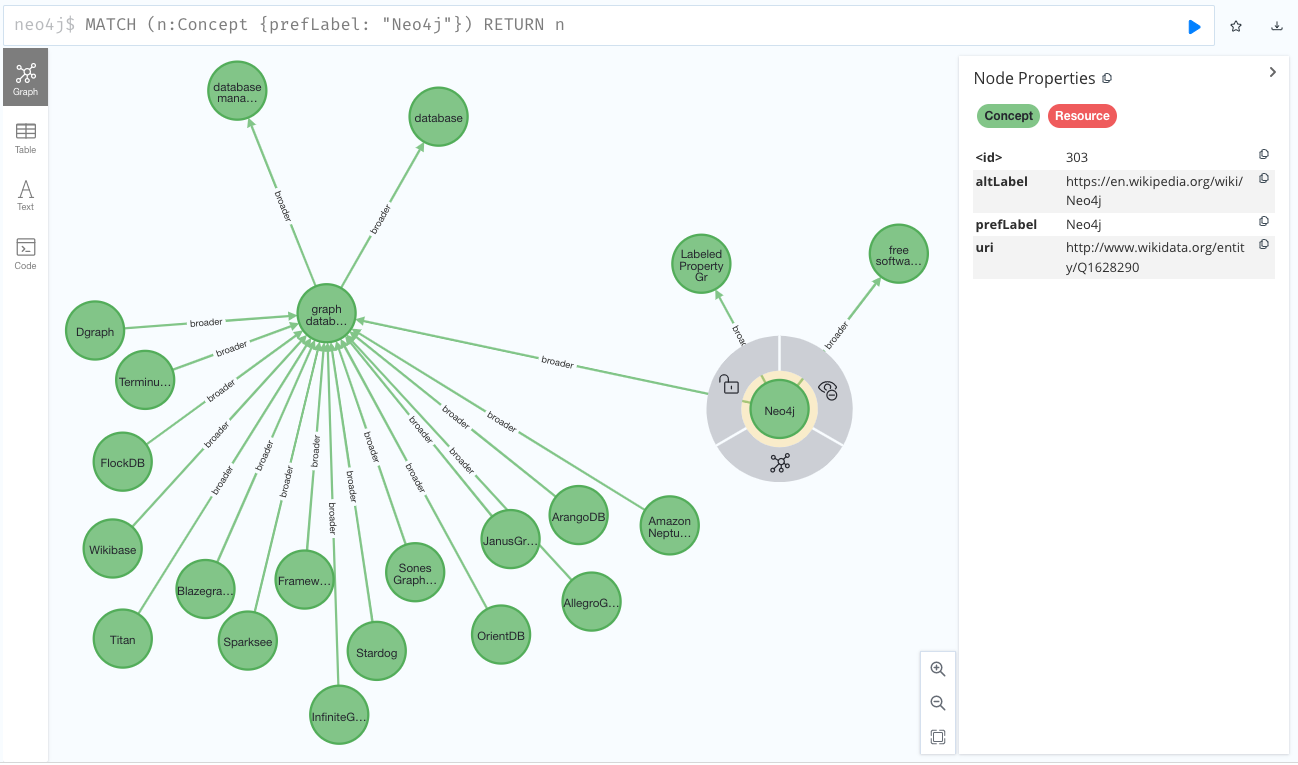 neo4j$ MATCH (n:Concept {prefLabel: "Neo4j"}) RETURN n
Graph
Table
Text
Code
database
mana…
database
broader
broader
Labeled
Property
Gr
free
softwa…
graph
datab…
Dgraph
broader
broader
Terminu…
broader
broa
broader
Neo4j
broader
broader
broader
broader
broader
broader
broader
broader
broader
broader
broader
broader
broader
broader
FlockDB
Wikibase
Titan
Blazegra…
Sparksee
Framew…
InfiniteG…
Stardog
Sones
Graph…
OrientDB
JanusGr…
AllegroG…
ArangoDB
Amazon
Neptu…
Node Properties
Concept Resource
<id> 303
altLabel https://en.wikipedia.org/wiki/
Neo4j
prefLabel Neo4j
uri http://www.wikidata.org/entit
y/Q1628290